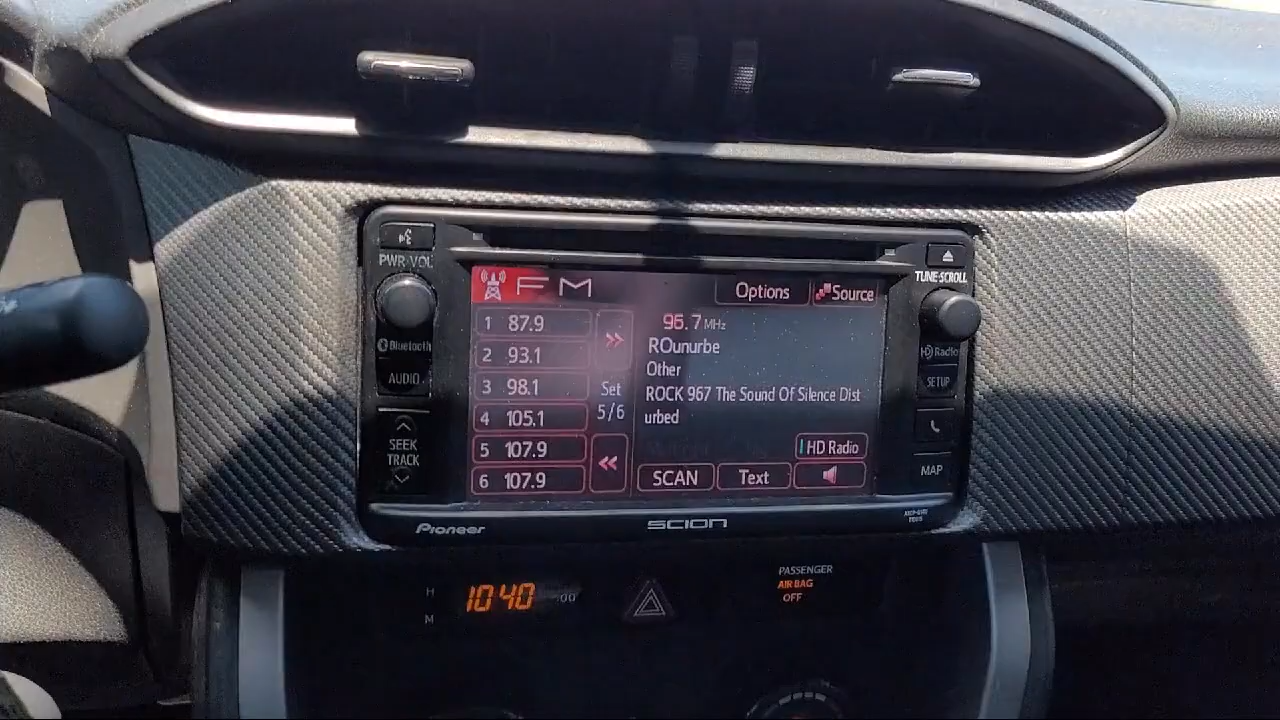 PWR·VOL
TUNE·SCROLL
FM
Options
Source
1 87.9
2 93.1
3 98.1
4 105.1
5 107.9
6 107.9
Set
5/6
96.7 MHz
ROunurbe
Other
ROCK 967 The Sound Of Silence Dist
urbed
HD Radio
SCAN
Text
Bluetooth
AUDIO
SEEK
TRACK
HD Radio
SETUP
MAP
Pioneer
SCION
H
M
10 40
:00
PASSENGER
AIR BAG
OFF